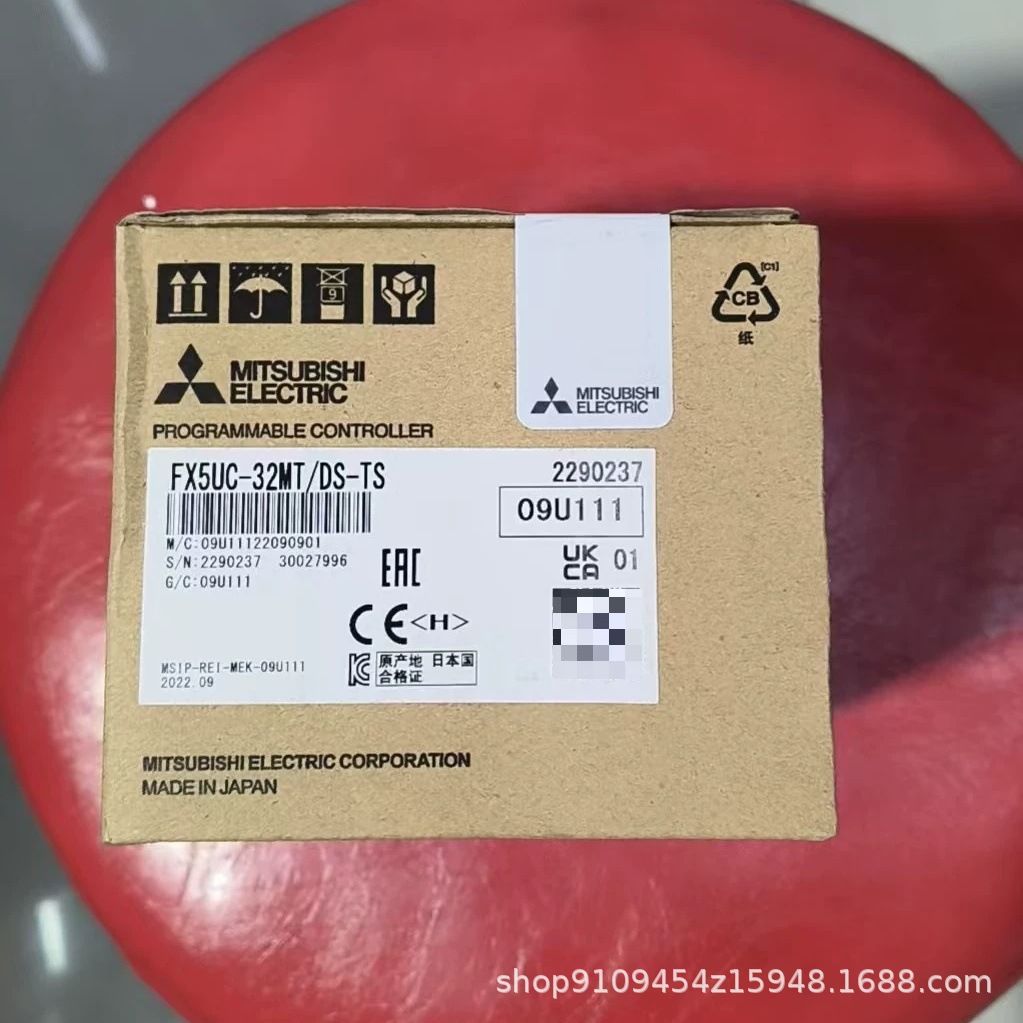 [C1]
CB
纸
9
MITSUBISHI
ELECTRIC
MITSUBISHI
ELECTRIC
PROGRAMMABLE CONTROLLER
FX5UC-32MT/DS-TS
2290237
09U111
M/C:09U11122090901
S/N:2290237 30027996
G/C:09U111
EAC
UK
CA
01
CE <H>
MSIP-REI-MEK-09U111
2022.09
原产地 日本国
合格证
MITSUBISHI ELECTRIC CORPORATION
MADE IN JAPAN
shop9109454z15948.1688.com